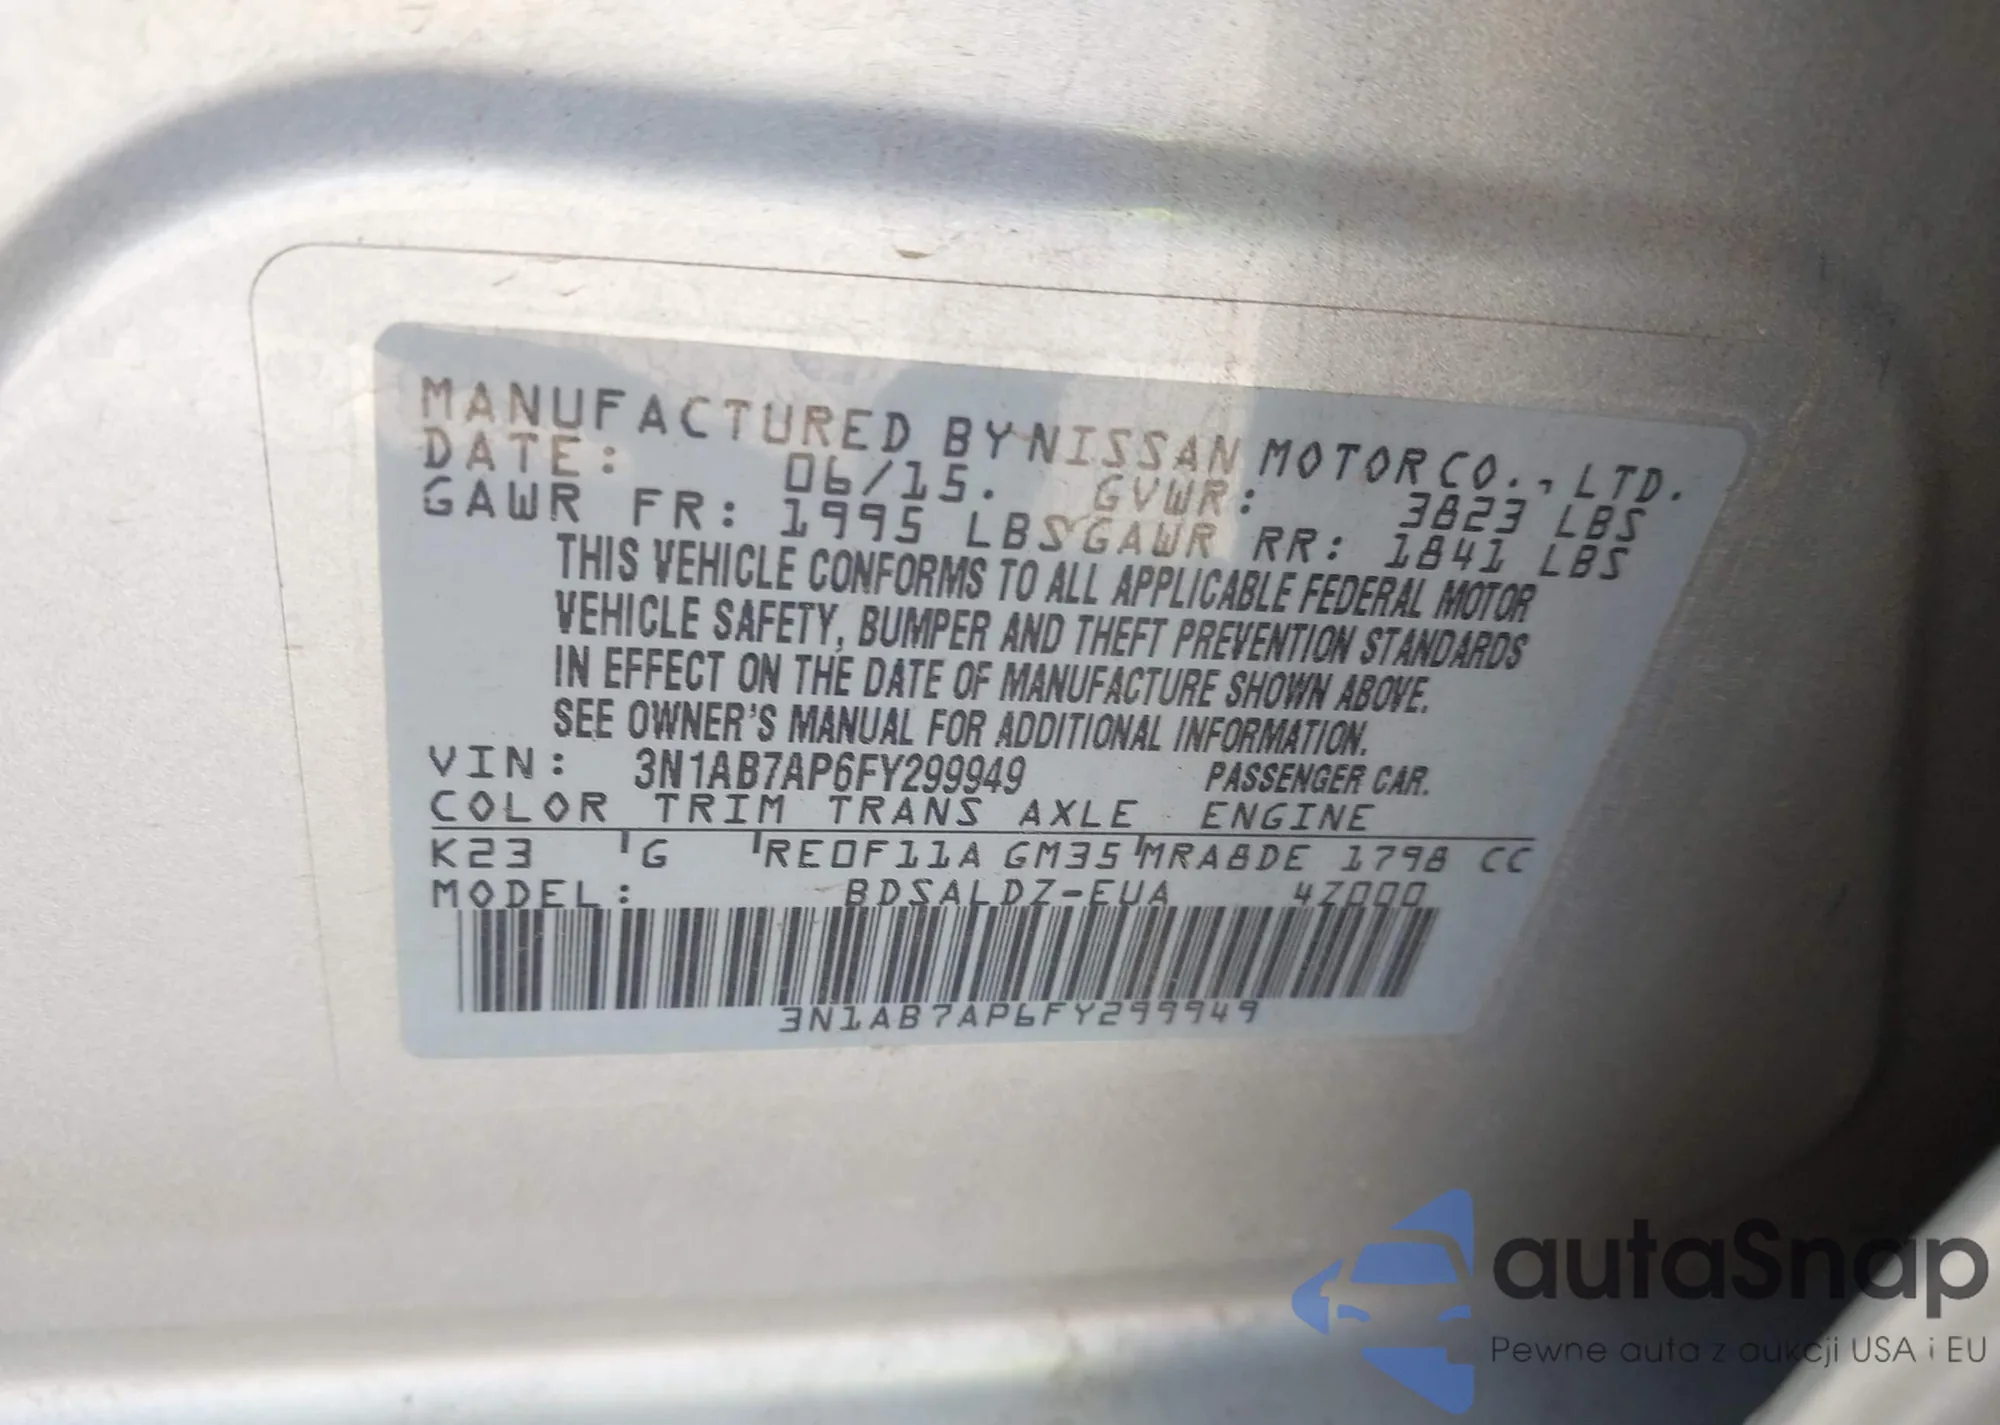 MANUFACTURED BY NISSAN MOTOR CO., LTD.
DATE: 06/15. GVWR: 3823 LBS
GAWR FR: 1995 LBS GAWR RR: 1841 LBS
THIS VEHICLE CONFORMS TO ALL APPLICABLE FEDERAL MOTOR
VEHICLE SAFETY, BUMPER AND THEFT PREVENTION STANDARDS
IN EFFECT ON THE DATE OF MANUFACTURE SHOWN ABOVE.
SEE OWNER'S MANUAL FOR ADDITIONAL INFORMATION.
VIN: 3N1AB7AP6FY299949 PASSENGER CAR.
COLOR TRIM TRANS AXLE ENGINE
K23 G RE0F11A GM35 MRA8DE 1798 CC
MODEL: BDSALDZ-EUA 4Z000
3N1AB7AP6FY299949
autaSnap
Pewne auta z aukcji USA i EU